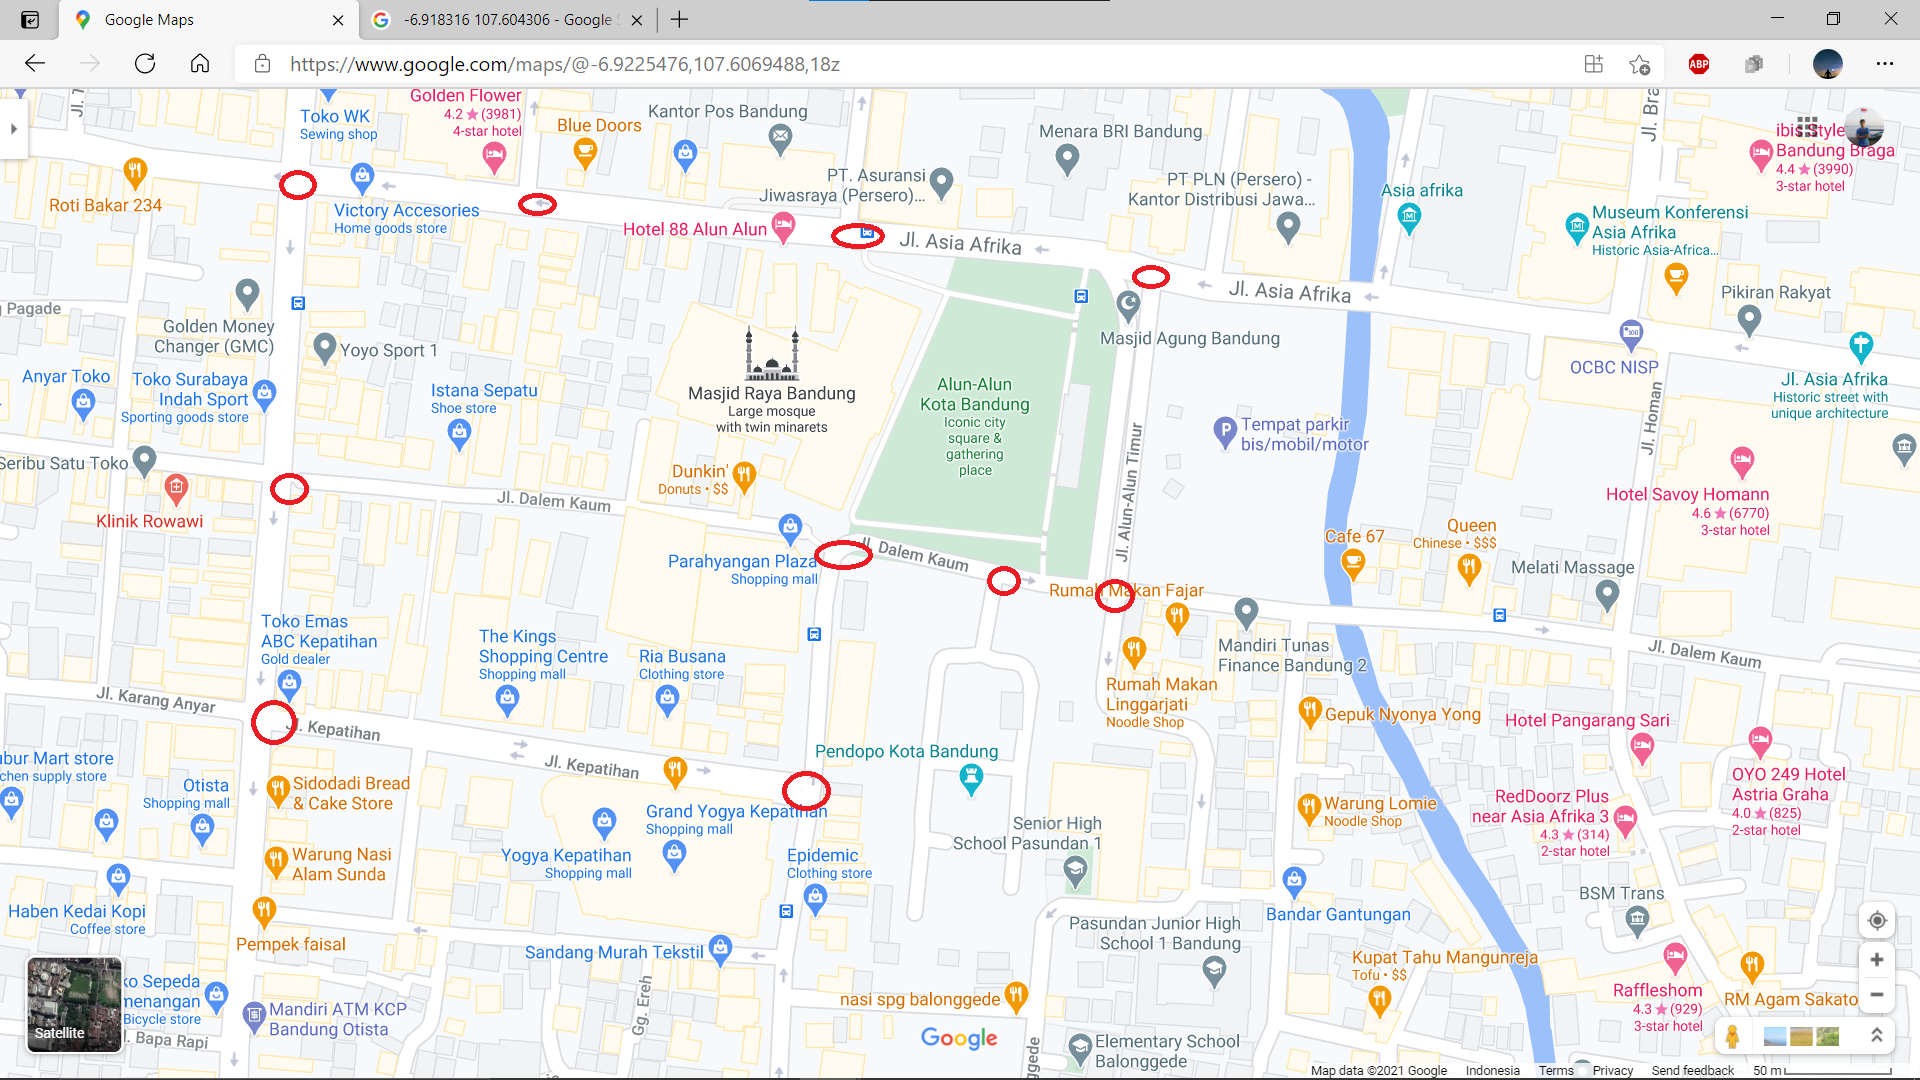 Google Maps
-6.918316 107.604306 - Google S
https://www.google.com/maps/@-6.9225476,107.6069488,18z
ABP
Golden Flower
4.2 ★ (3981)
4-star hotel
Toko WK
Sewing shop
Blue Doors
Kantor Pos Bandung
Menara BRI Bandung
Jl. Bra
ibis Style
Bandung Braga
4.4 ★ (3990)
3-star hotel
Roti Bakar 234
Victory Accesories
Home goods store
PT. Asuransi
Jiwasraya (Persero)...
PT PLN (Persero) -
Kantor Distribusi Jawa...
Asia afrika
Museum Konferensi
Asia Afrika
Historic Asia-Africa...
Hotel 88 Alun Alun
Jl. Asia Afrika
Jl. Asia Afrika
Pikiran Rakyat
Pagade
Golden Money
Changer (GMC)
Yoyo Sport 1
Masjid Agung Bandung
OCBC NISP
Jl. Asia Afrika
Historic street with
unique architecture
Anyar Toko
Toko Surabaya
Indah Sport
Sporting goods store
Istana Sepatu
Shoe store
Masjid Raya Bandung
Large mosque
with twin minarets
Alun-Alun
Kota Bandung
Iconic city
square &
gathering
place
P
Tempat parkir
bis/mobil/motor
Jl. Homan
Jl. Alun-Alun Timur
Seribu Satu Toko
Klinik Rowawi
Dunkin'
Donuts • $$
Jl. Dalem Kaum
Hotel Savoy Homann
4.6 ★ (6770)
3-star hotel
Cafe 67
Queen
Chinese • $$$
Parahyangan Plaza
Shopping mall
Jl. Dalem Kaum
Rumah Makan Fajar
Melati Massage
Toko Emas
ABC Kepatihan
Gold dealer
The Kings
Shopping Centre
Shopping mall
Ria Busana
Clothing store
Mandiri Tunas
Finance Bandung 2
Jl. Dalem Kaum
Rumah Makan
Linggarjati
Noodle Shop
Jl. Karang Anyar
Jl. Kepatihan
Jl. Kepatihan
Gepuk Nyonya Yong
Hotel Pangarang Sari
Pendopo Kota Bandung
ubur Mart store
chen supply store
Otista
Shopping mall
Sidodadi Bread
& Cake Store
Grand Yogya Kepatihan
Shopping mall
OYO 249 Hotel
Astria Graha
4.0 ★ (825)
2-star hotel
RedDoorz Plus
near Asia Afrika 3
4.3 ★ (314)
2-star hotel
Warung Lomie
Noodle Shop
Senior High
School Pasundan 1
Warung Nasi
Alam Sunda
Yogya Kepatihan
Shopping mall
Epidemic
Clothing store
BSM Trans
Haben Kedai Kopi
Coffee store
Pempek faisal
Sandang Murah Tekstil
Pasundan Junior High
School 1 Bandung
Bandar Gantungan
Kupat Tahu Mangunreja
Tofu • $$
ko Sepeda
menangan
Bicycle store
Mandiri ATM KCP
Bandung Otista
Gg. Ereh
nasi spg balonggede
Raffleshom
4.3 ★ (929)
3-star hotel
RM Agam Sakato
Satellite
Bapa Rapi
Google
ggede
Elementary School
Balonggede
Map data ©2021 Google
Indonesia
Terms
Privacy
Send feedback
50 m